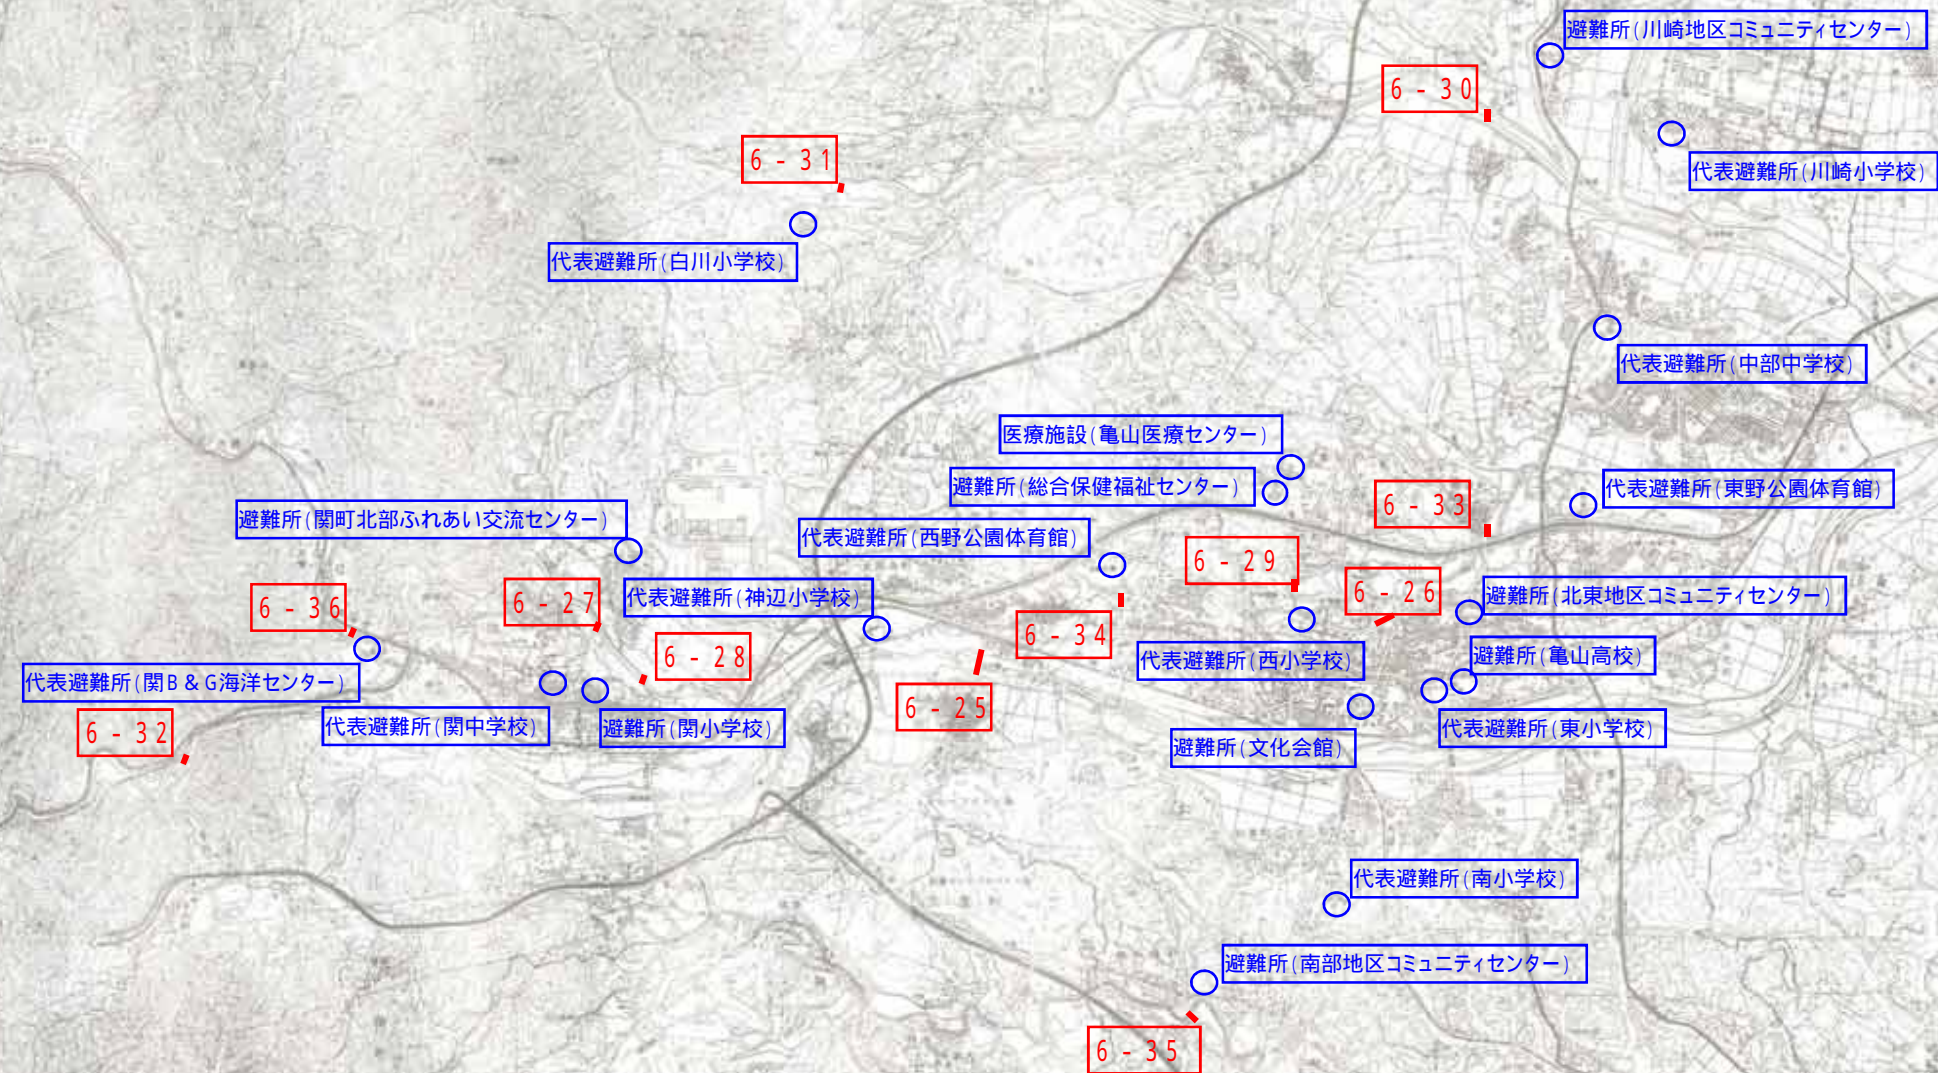 避難所(川崎地区コミュニティセンター)
6-30
6-31
代表避難所(川崎小学校)
代表避難所(白川小学校)
代表避難所(中部中学校)
医療施設(亀山医療センター)
避難所(総合保健福祉センター)
代表避難所(東野公園体育館)
6-33
避難所(関町北部ふれあい交流センター)
代表避難所(西野公園体育館)
6-29
6-26
避難所(北東地区コミュニティセンター)
6-36
6-27
代表避難所(神辺小学校)
6-34
6-28
代表避難所(西小学校)
避難所(亀山高校)
代表避難所(関B&G海洋センター)
6-25
6-32
代表避難所(関中学校)
避難所(関小学校)
避難所(文化会館)
代表避難所(東小学校)
代表避難所(南小学校)
避難所(南部地区コミュニティセンター)
6-35